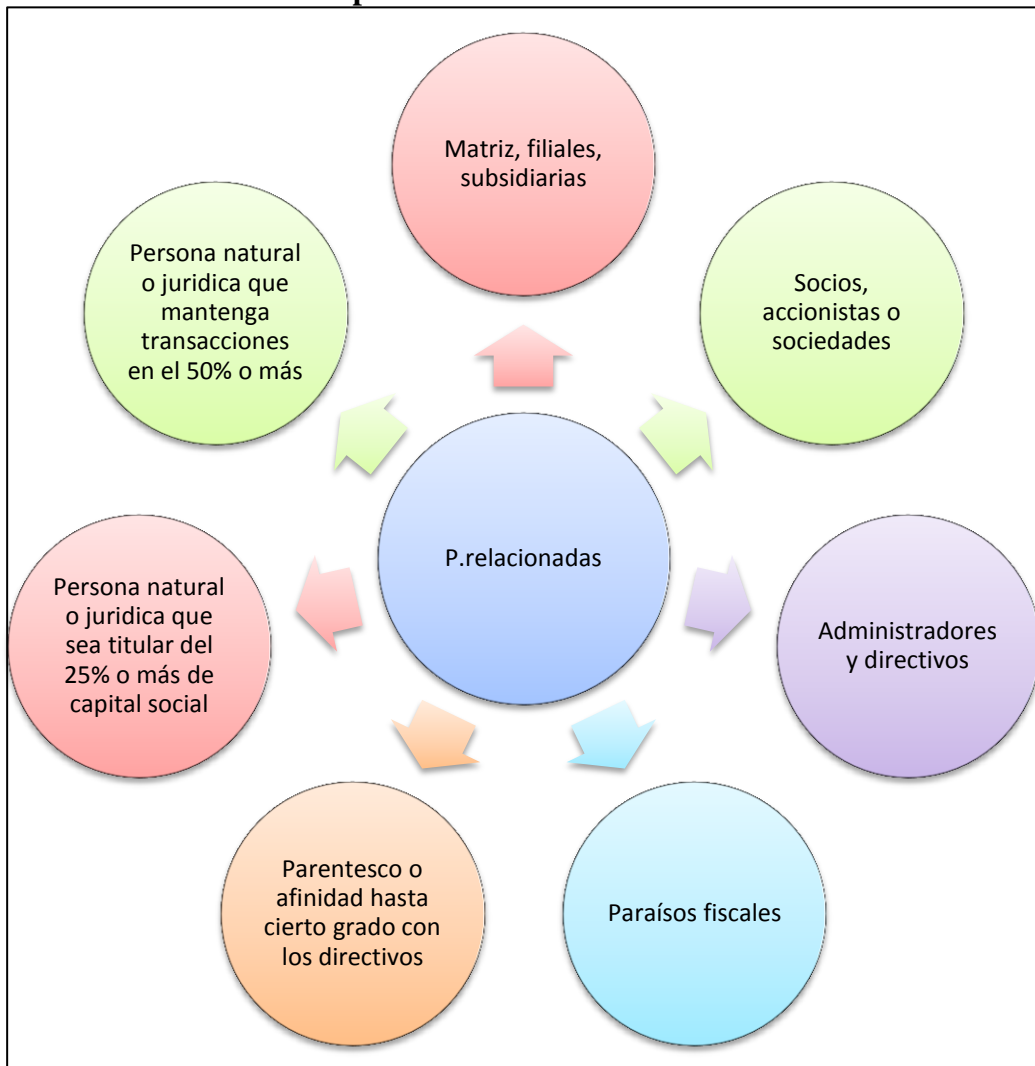 Matriz, filiales,
subsidiarias
Socios,
accionistas o
sociedades
Administradores
y directivos
Paraísos fiscales
Parentesco o
afinidad hasta
cierto grado con
los directivos
Persona natural
o juridica que
sea titular del
25% o más de
capital social
Persona natural
o juridica que
mantenga
transacciones
en el 50% o más
P.relacionadas